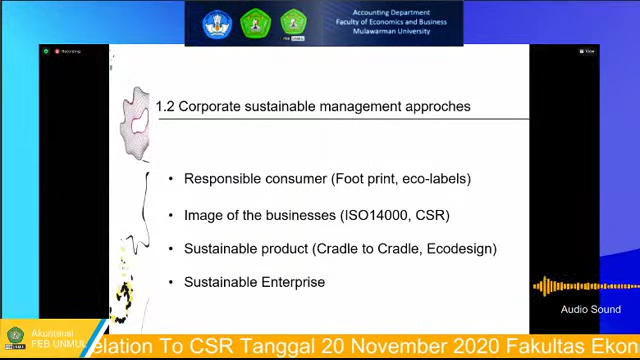 Accounting Department
Faculty of Economics and Business
Mulawarman University
Recording
View
1.2 Corporate sustainable management approches
• Responsible consumer (Foot print, eco-labels)
• Image of the businesses (ISO14000, CSR)
• Sustainable product (Cradle to Cradle, Ecodesign)
• Sustainable Enterprise
Audio Sound
Akuntansi
FEB UNMUL
elation To CSR Tanggal 20 November 2020 Fakultas Ekon